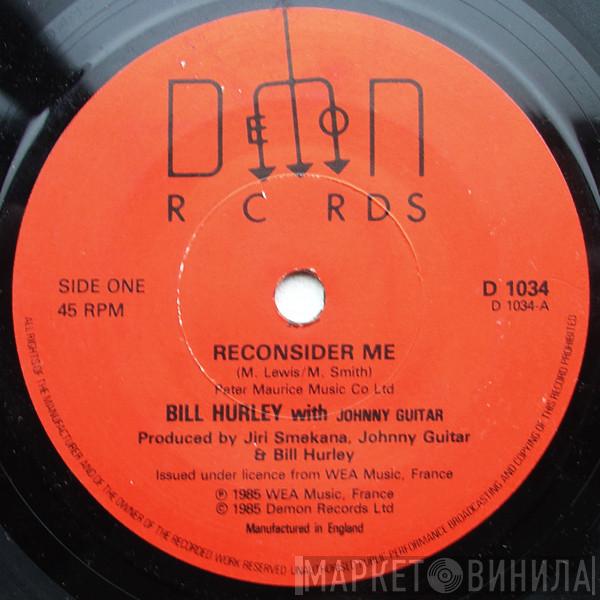 DEMON
RECORDS
SIDE ONE
45 RPM
D 1034
D 1034-A
RECONSIDER ME
(M. Lewis/M. Smith)
Peter Maurice Music Co Ltd
BILL HURLEY with JOHNNY GUITAR
Produced by Jiri Smekana, Johnny Guitar
& Bill Hurley
Issued under licence from WEA Music, France
℗ 1985 WEA Music, France
© 1985 Demon Records Ltd
Manufactured in England
ALL RIGHTS OF THE MANUFACTURER AND OF THE OWNER OF THE RECORDED WORK RESERVED UNAUTHORISED PUBLIC PERFORMANCE BROADCASTING AND COPYING OF THIS RECORD PROHIBITED
МАРКЕТ ВИНИЛА